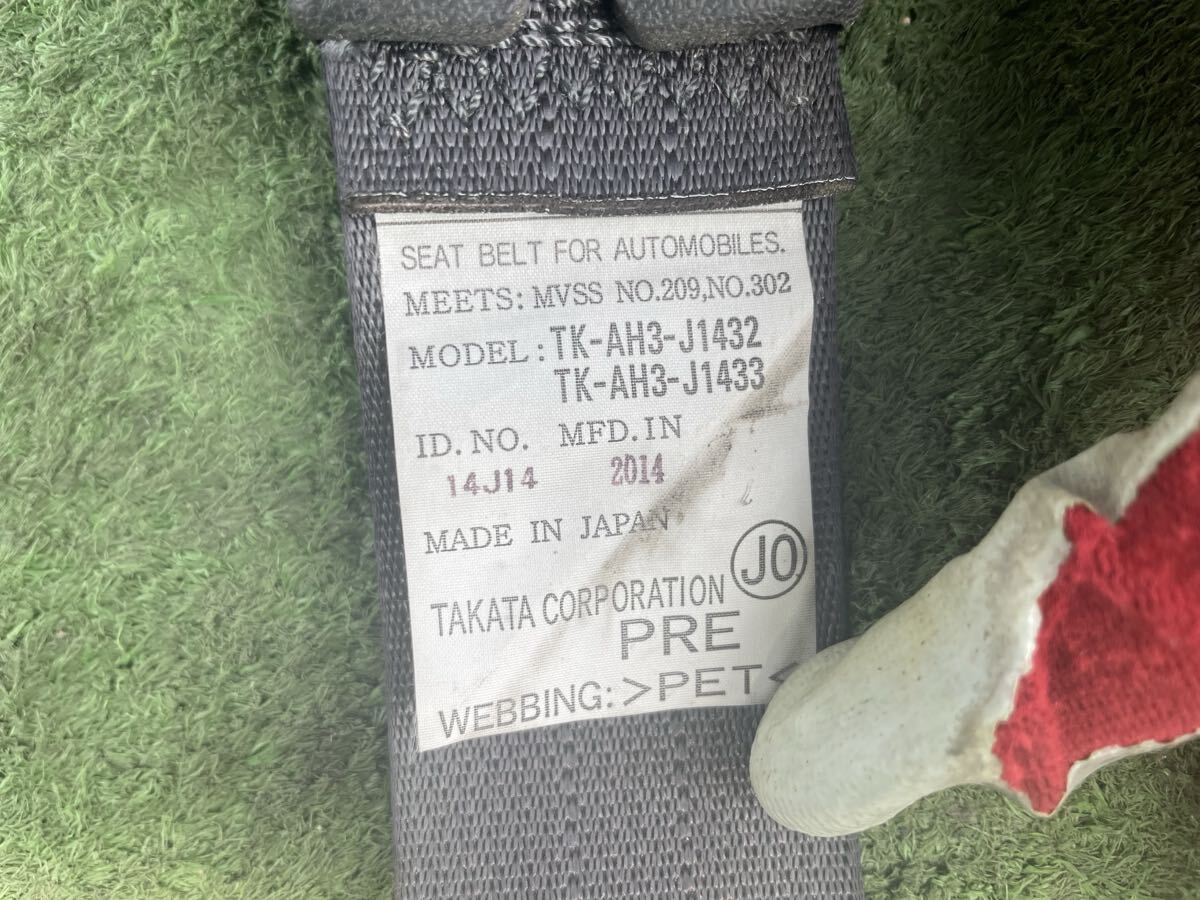 SEAT BELT FOR AUTOMOBILES.
MEETS: MVSS NO.209,NO.302
MODEL : TK-AH3-J1432
TK-AH3-J1433
ID. NO. MFD. IN
14J14 2014
MADE IN JAPAN
JO
TAKATA CORPORATION
PRE
WEBBING: >PET<